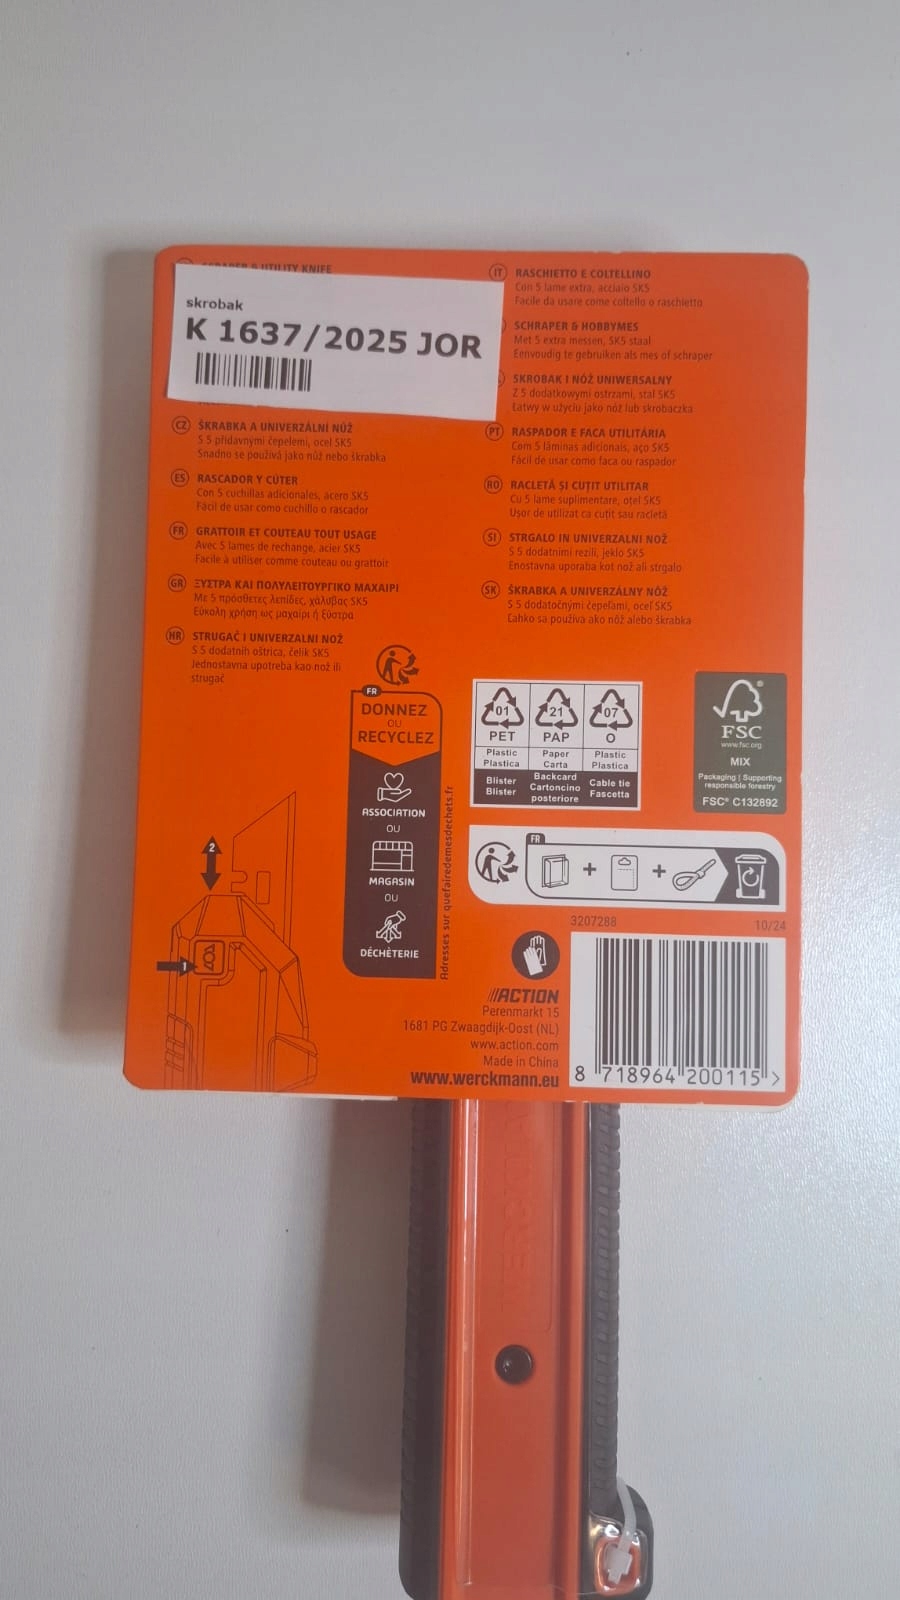 SCRAPER & UTILITY KNIFE
skrobak
K 1637/2025 JOR
CZ ŠKRABKA A UNIVERZÁLNÍ NŮŽ
S 5 přídavnými čepelemi, ocel SK5
Snadno se používá jako nůž nebo škrabka
ES RASCADOR Y CÚTER
Con 5 cuchillas adicionales, acero SK5
Fácil de usar como cuchillo o rascador
FR GRATTOIR ET COUTEAU TOUT USAGE
Avec 5 lames de rechange, acier SK5
Facile à utiliser comme couteau ou grattoir
GR ΞΥΣΤΡΑ ΚΑΙ ΠΟΛΥΛΕΙΤΟΥΡΓΙΚΟ ΜΑΧΑΙΡΙ
Με 5 πρόσθετες λεπίδες, χάλυβας SK5
Εύκολη χρήση ως μαχαίρι ή ξύστρα
HR STRUGAČ I UNIVERZALNI NOŽ
S 5 dodatnih oštrica, čelik SK5
Jednostavna upotreba kao nož ili
strugač
IT RASCHIETTO E COLTELLINO
Con 5 lame extra, acciaio SK5
Facile da usare come coltello o raschietto
SCHRAPER & HOBBYMES
Met 5 extra messen, SK5 staal
Eenvoudig te gebruiken als mes of schraper
SKROBAK I NÓŻ UNIWERSALNY
Z 5 dodatkowymi ostrzami, stal SK5
Łatwy w użyciu jako nóż lub skrobaczka
PT RASPADOR E FACA UTILITÁRIA
Com 5 lâminas adicionais, aço SK5
Fácil de usar como faca ou raspador
RO RACLETĂ ȘI CUȚIT UTILITAR
Cu 5 lame suplimentare, oțel SK5
Ușor de utilizat ca cuțit sau racletă
SI STRGALO IN UNIVERZALNI NOŽ
S 5 dodatnimi rezili, jeklo SK5
Enostavna uporaba kot nož ali strgalo
SK ŠKRABKA A UNIVERZÁLNY NÔŽ
S 5 dodatočnými čepeľami, oceľ SK5
Ľahko sa používa ako nôž alebo škrabka
FR
DONNEZ
OU
RECYCLEZ
ASSOCIATION
OU
MAGASIN
OU
DÉCHÈTERIE
Adresses sur quefairedemesdechets.fr
01 21 07
PET PAP O
Plastic Paper Plastic
Plastica Carta Plastica
Blister Backcard Cable tie
Blister Cartoncino Fascetta
posteriore
FSC®
www.fsc.org
MIX
Packaging | Supporting
responsible forestry
FSC® C132892
FR
+ +
2
1
3207288 10/24
ACTION
Perenmarkt 15
1681 PG Zwaagdijk-Oost (NL)
www.action.com
Made in China
www.werckmann.eu
8 718964 200115 >